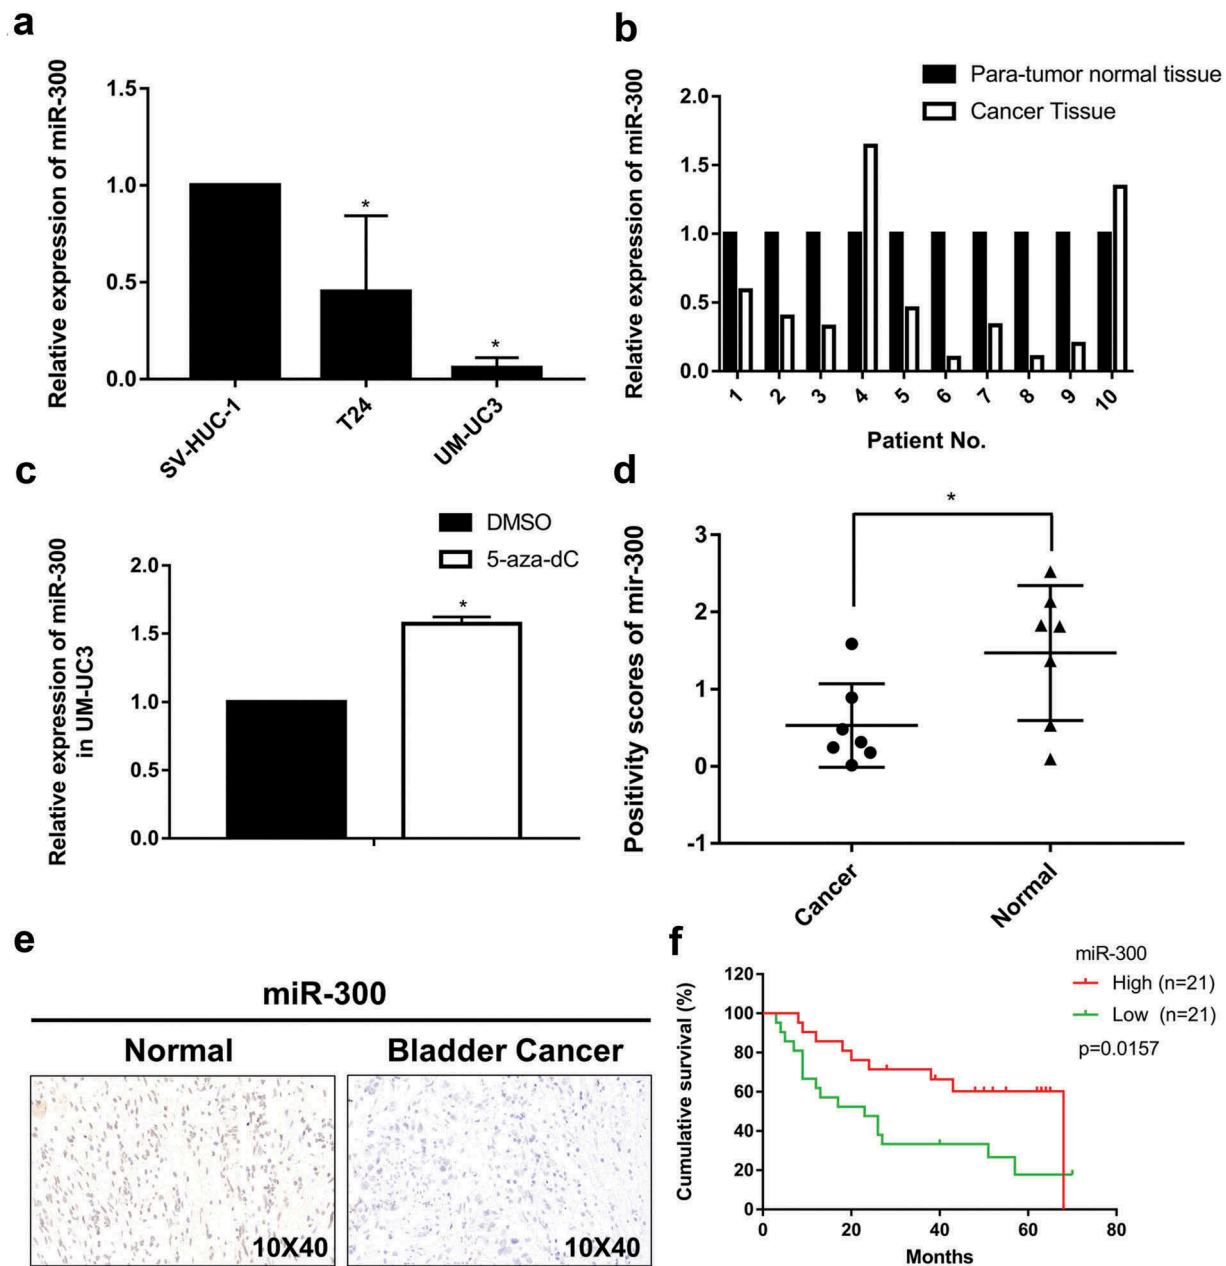 a
Relative expression of miR-300
1.5
1.0
0.5
0.0
*
*
SV-HUC-1
T24
UM-UC3
b
Para-tumor normal tissue
Cancer Tissue
Relative expression of miR-300
2.0
1.5
1.0
0.5
0.0
1 2 3 4 5 6 7 8 9 10
Patient No.
c
DMSO
5-aza-dC
Relative expression of miR-300
in UM-UC3
2.0
1.5
1.0
0.5
0.0
*
d
*
Positivity scores of mir-300
3
2
1
0
-1
Cancer
Normal
e
miR-300
Normal
Bladder Cancer
10X40
10X40
f
miR-300
High (n=21)
Low (n=21)
p=0.0157
Cumulative survival (%)
120
100
80
60
40
20
0
0 20 40 60 80
Months